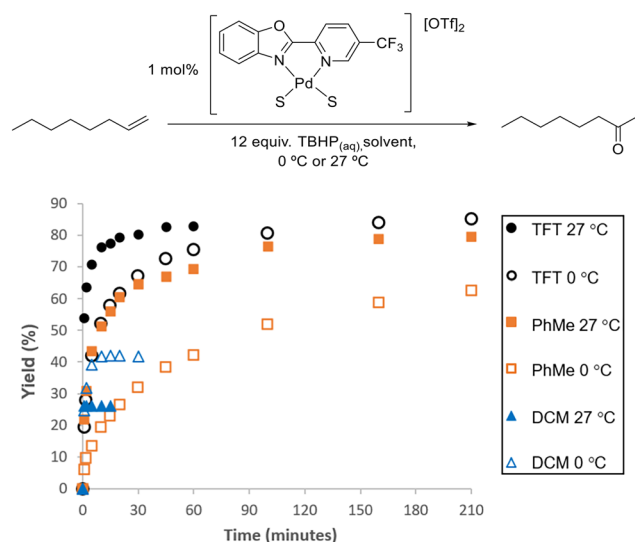 O
[OTf]2
CF3
1 mol%
N
N
Pd
S
S
12 equiv. TBHP(aq),solvent,
0 ºC or 27 ºC
O
90
80
70
60
50
40
30
20
10
0
Yield (%)
0
30
60
90
120
150
180
210
Time (minutes)
TFT 27 °C
TFT 0 °C
PhMe 27 °C
PhMe 0 °C
DCM 27 °C
DCM 0 °C